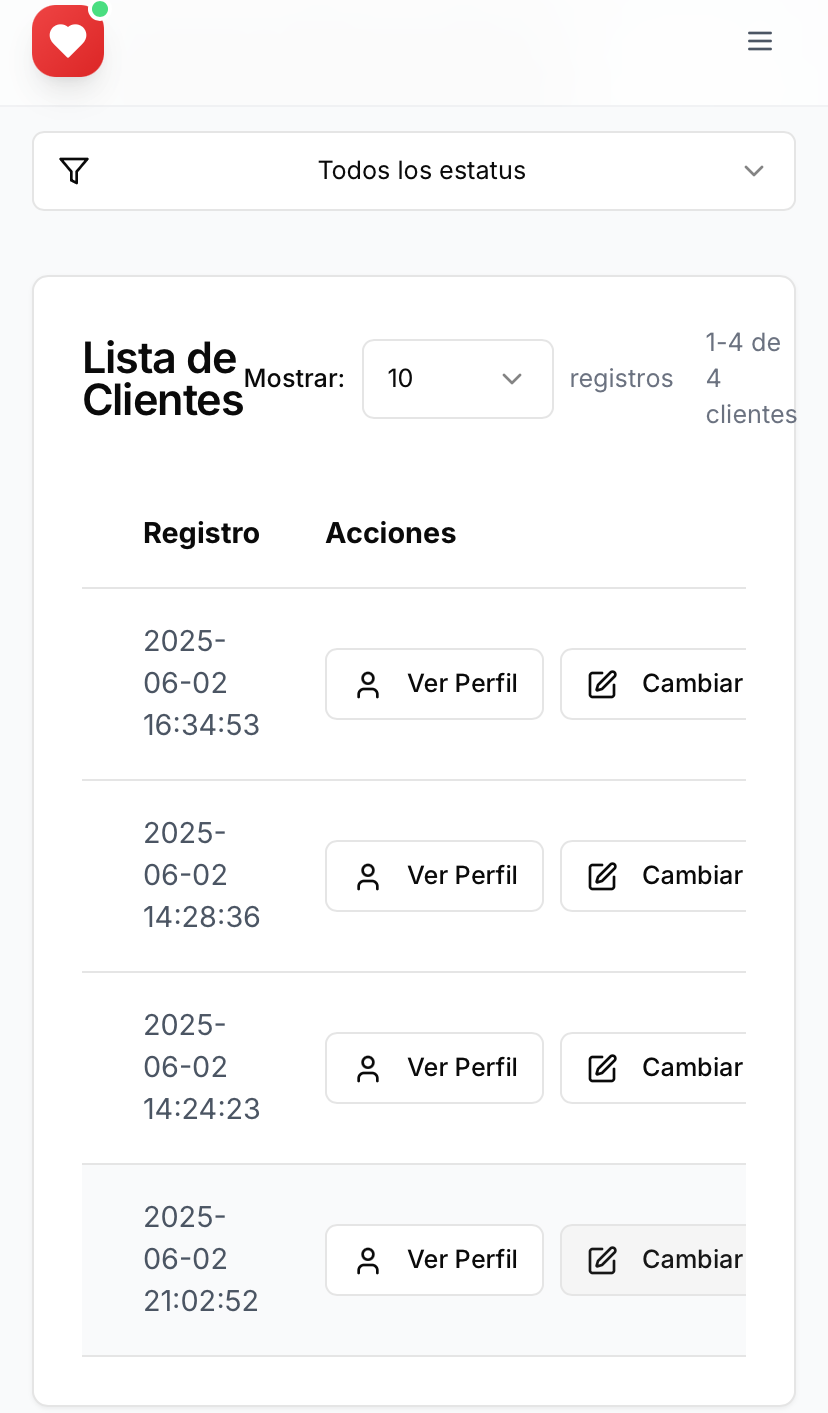 Todos los estatus
Lista de
Clientes
Mostrar:
10
registros
1-4 de
4
clientes
Registro Acciones
2025-
06-02
16:34:53
Ver Perfil
Cambiar
2025-
06-02
14:28:36
Ver Perfil
Cambiar
2025-
06-02
14:24:23
Ver Perfil
Cambiar
2025-
06-02
21:02:52
Ver Perfil
Cambiar